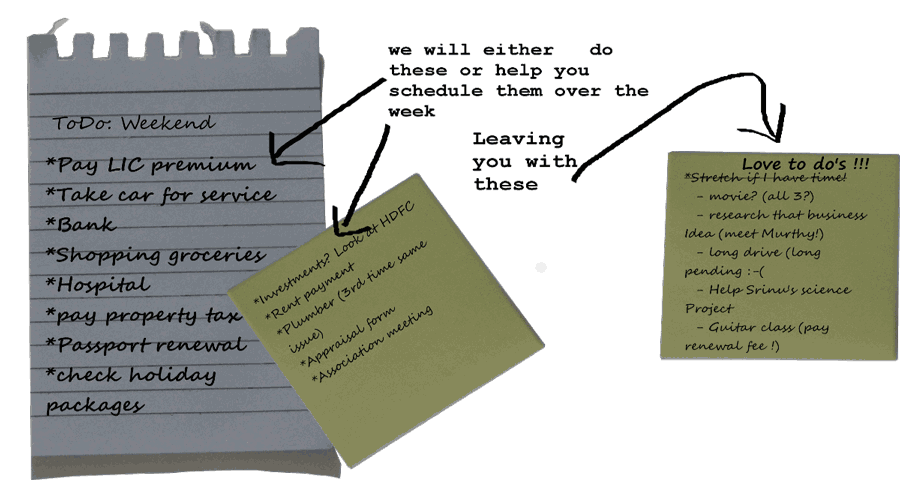 we will either do
these or help you
schedule them over the
week
Leaving
you with
these
ToDo: Weekend
*Pay LIC premium
*Take car for service
*Bank
*Shopping groceries
*Hospital
*pay property tax
*Passport renewal
*check holiday
packages
*Investments? Look at HDFC
*Rent payment
*Plumber (3rd time same
issue)
*Appraisal form
*Association meeting
Love to do's !!!
*Stretch if I have time!
- movie? (all 3?)
- research that business
Idea (meet Murthy!)
- long drive (long
pending :-(
- Help Srinu's science
Project
- Guitar class (pay
renewal fee !)